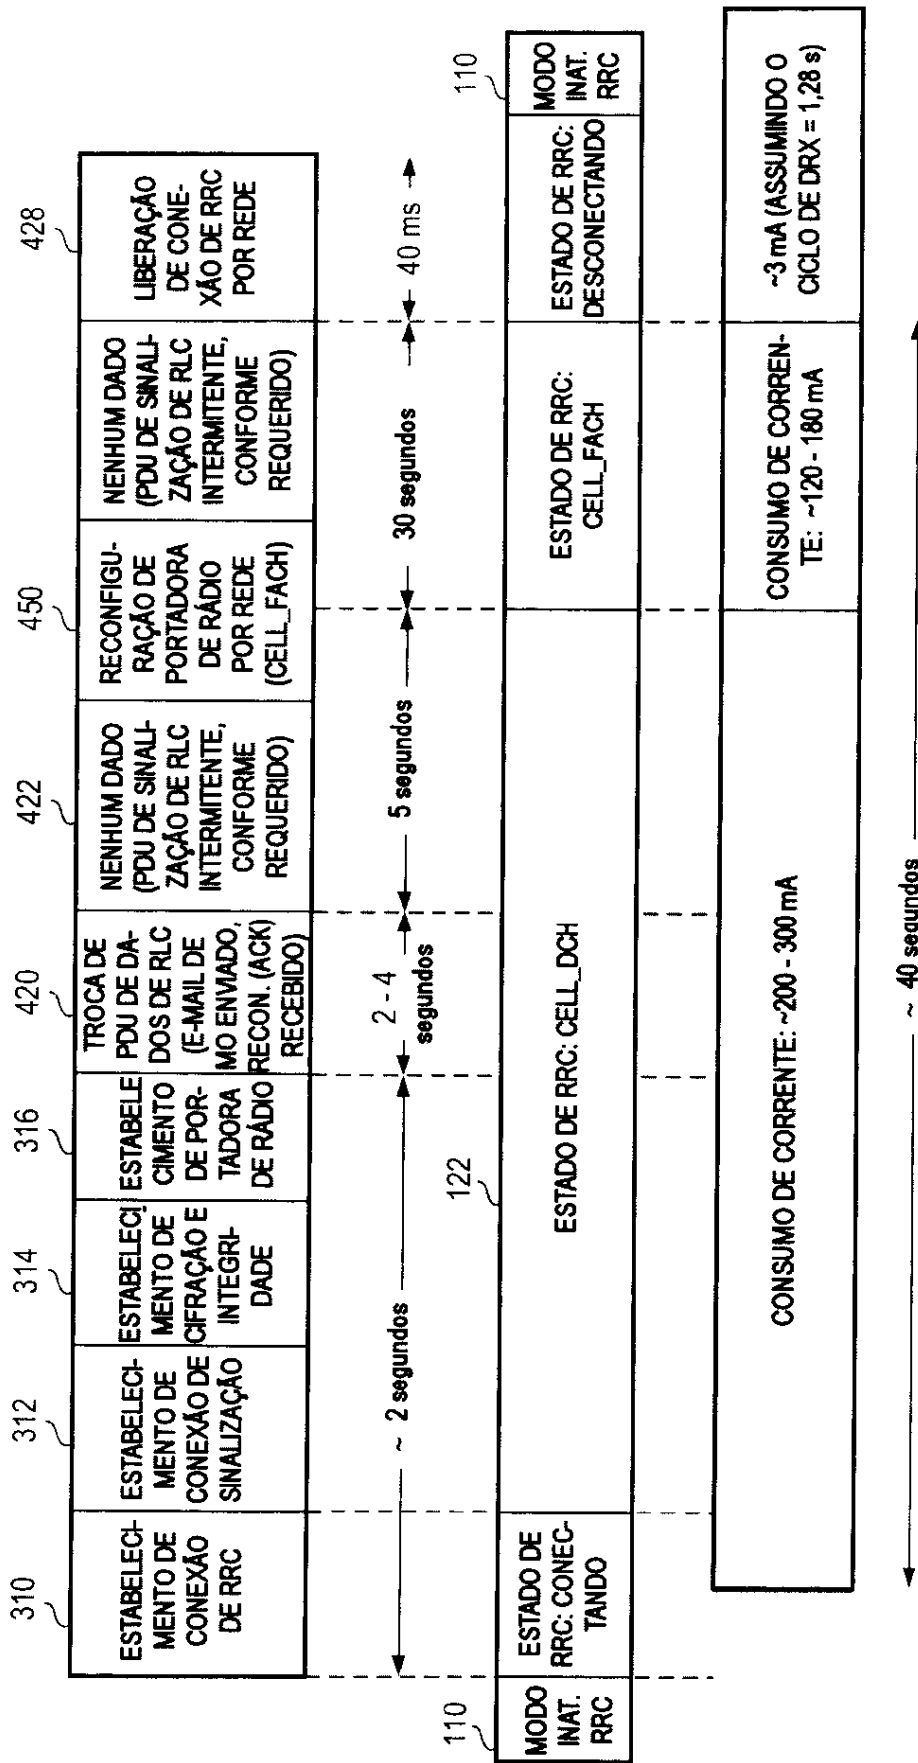 310
312
314
316
420
422
450
428
ESTABELECI-
MENTO DE
CONEXÃO
DE RRC
ESTABELECI-
MENTO DE
CONEXÃO DE
SINALIZAÇÃO
ESTABELECI
MENTO DE
CIFRAÇÃO E
INTEGRI-
DADE
ESTABELE
CIMENTO
DE POR-
TADORA
DE RÁDIO
TROCA DE
PDU DE DA-
DOS DE RLC
(E-MAIL DE
MO ENVIADO,
RECON. (ACK)
RECEBIDO)
NENHUM DADO
(PDU DE SINALI-
ZAÇÃO DE RLC
INTERMITENTE,
CONFORME
REQUERIDO)
RECONFIGU-
RAÇÃO DE
PORTADORA
DE RÁDIO
POR REDE
(CELL_FACH)
NENHUM DADO
(PDU DE SINALI-
ZAÇÃO DE RLC
INTERMITENTE,
CONFORME
REQUERIDO)
LIBERAÇÃO
DE CONE-
XÃO DE RRC
POR REDE
~ 2 segundos
2 - 4
segundos
5 segundos
30 segundos
40 ms
110
122
110
MODO
INAT.
RRC
ESTADO DE
RRC: CONEC-
TANDO
ESTADO DE RRC: CELL_DCH
ESTADO DE RRC:
CELL_FACH
ESTADO DE RRC:
DESCONECTANDO
MODO
INAT.
RRC
CONSUMO DE CORRENTE: ~200 - 300 mA
CONSUMO DE CORREN-
TE: ~120 - 180 mA
~3 mA (ASSUMINDO O
CICLO DE DRX = 1,28 s)
~ 40 segundos